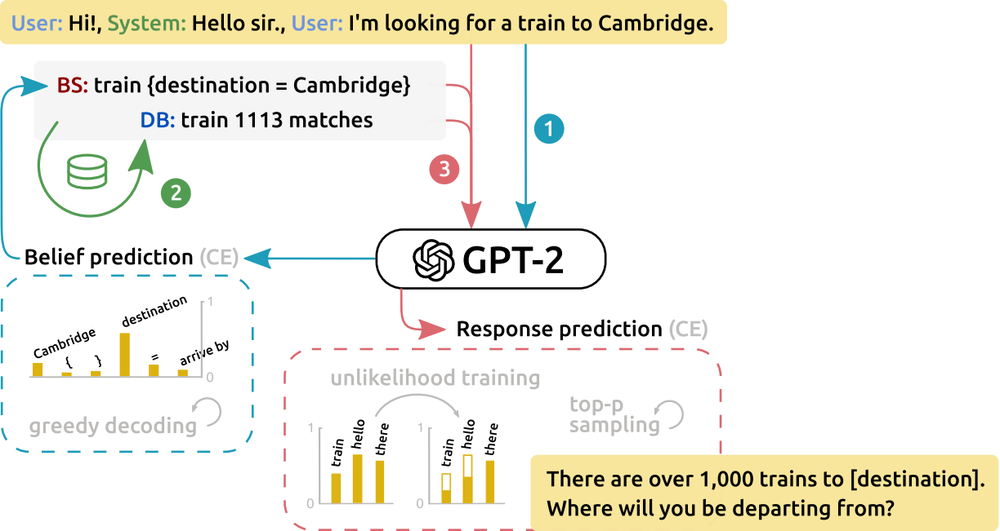 User: Hi!, System: Hello sir., User: I'm looking for a train to Cambridge.
BS: train {destination = Cambridge}
DB: train 1113 matches
1
3
2
GPT-2
Belief prediction (CE)
Response prediction (CE)
1
Cambridge
{
}
destination
=
arrive by
0
greedy decoding
unlikelihood training
top-p
sampling
1
train
hello
there
0
1
train
hello
there
0
There are over 1,000 trains to [destination].
Where will you be departing from?